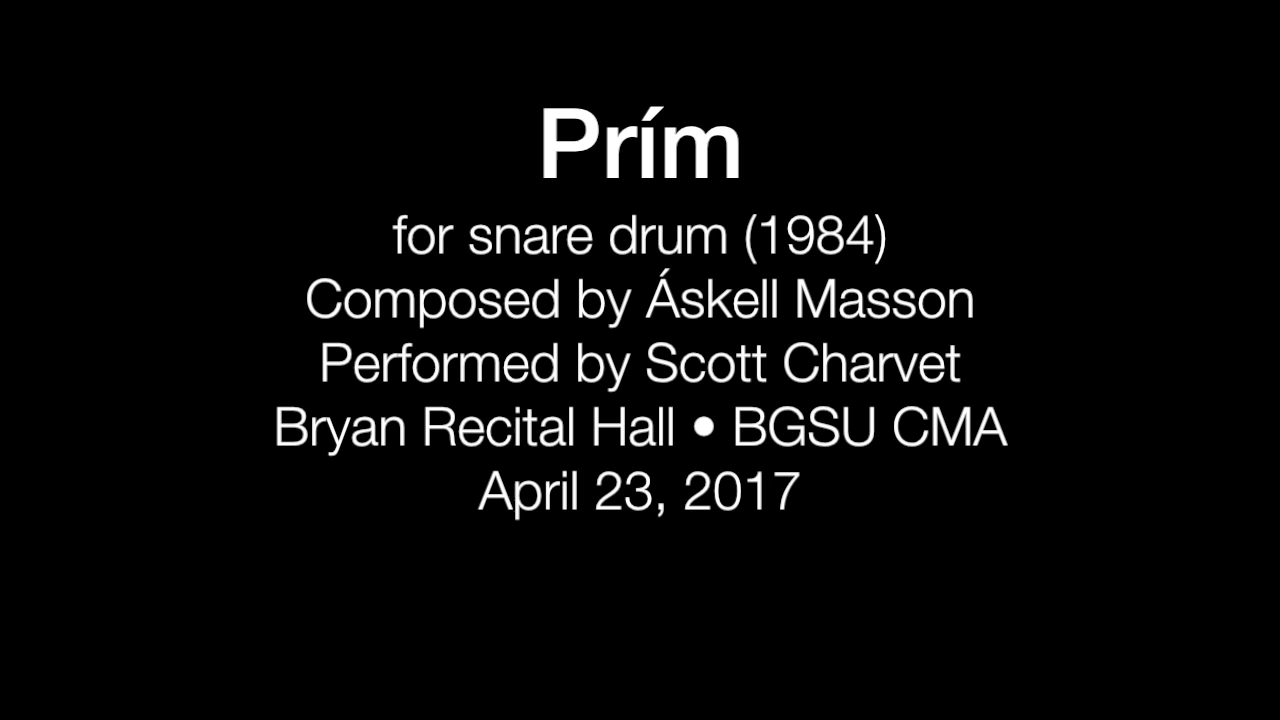 Prím
for snare drum (1984)
Composed by Áskell Masson
Performed by Scott Charvet
Bryan Recital Hall • BGSU CMA
April 23, 2017